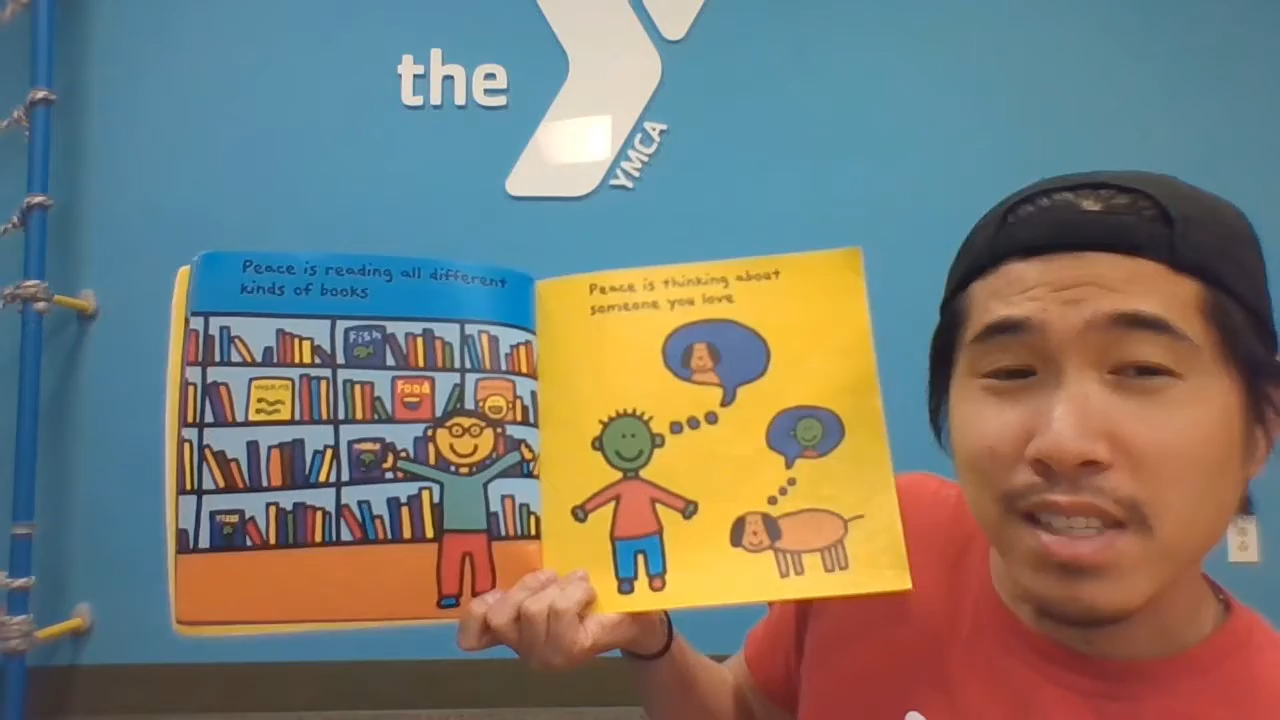 the
YMCA
Peace is reading all different
kinds of books
Fish
Food
Peace is thinking about
someone you love